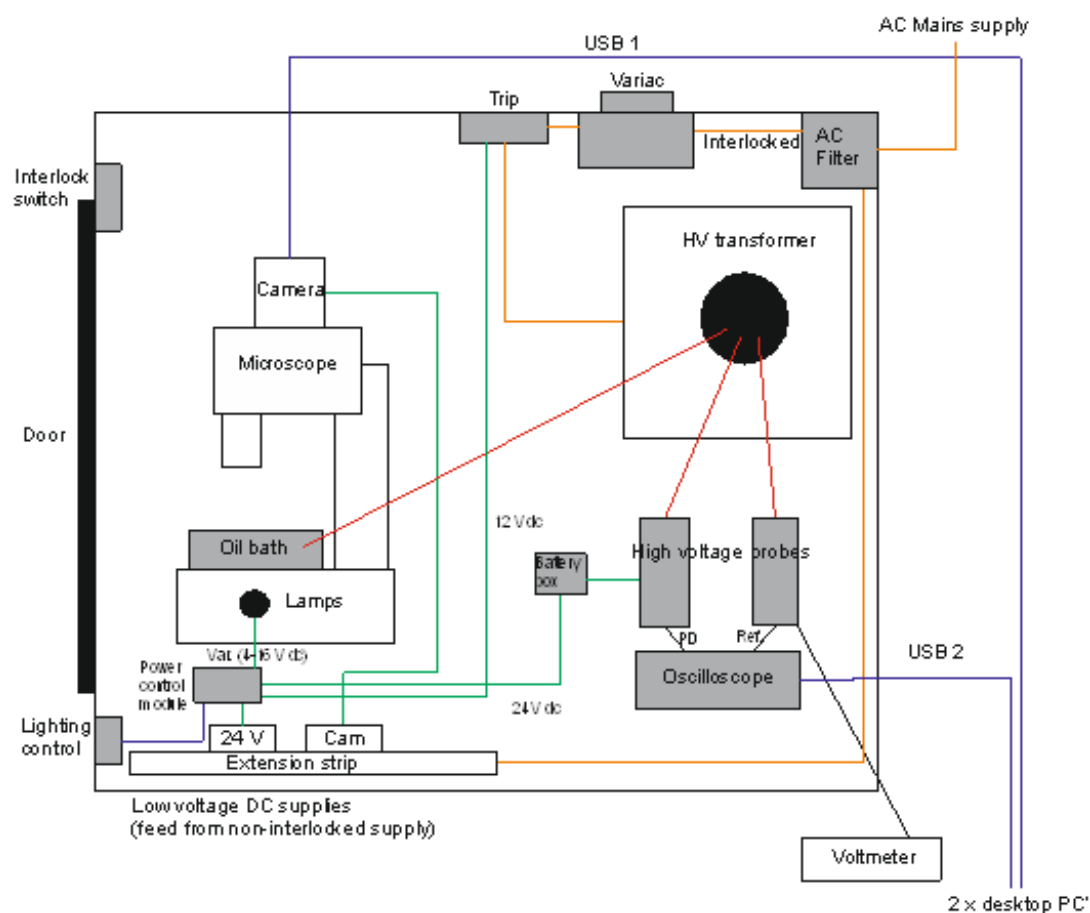 AC Mains supply
USB 1
Variac
Trip
Interlocked
AC
Filter
Interlock
switch
HV transformer
Camera
Microscope
Door
12 V dc
Oil bath
Battery
box
High voltage probes
Lamps
PD
Ref.
Var. (4-16 V dc)
Power
control
module
USB 2
Oscilloscope
24 V dc
Lighting
control
24 V
Cam
Extension strip
Low voltage DC supplies
(feed from non-interlocked supply)
Voltmeter
2 x desktop PC'